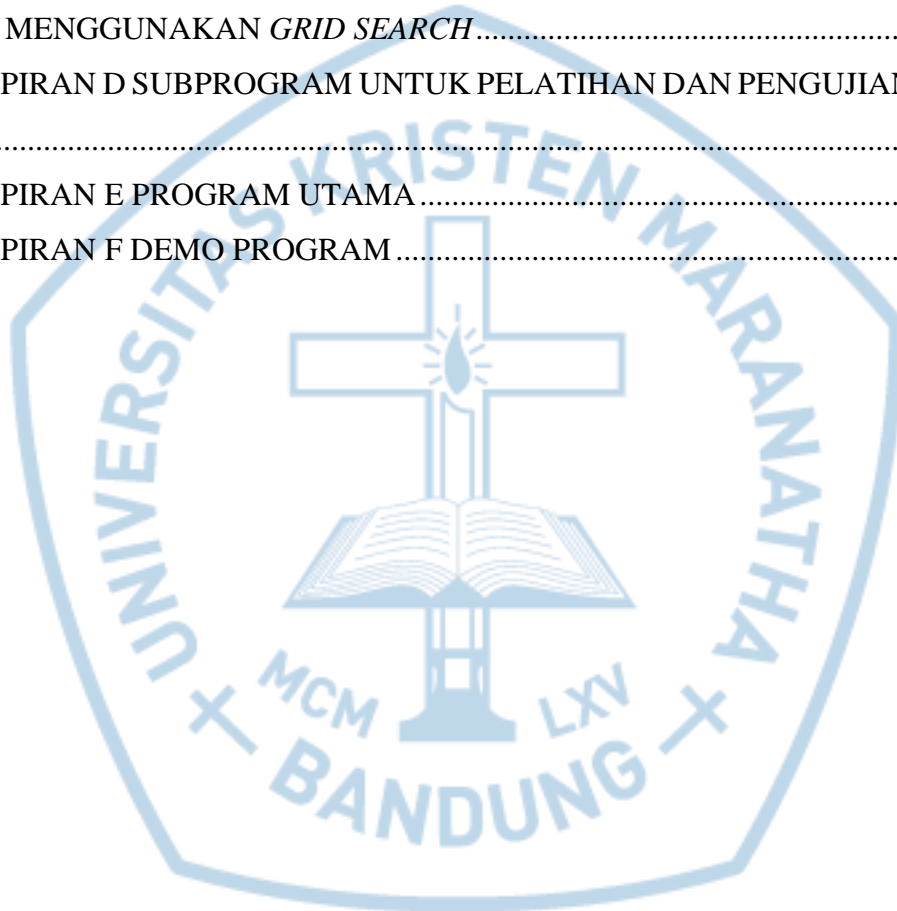 MENGGUNAKAN GRID SEARCH ..........................................................
PIRAN D SUBPROGRAM UNTUK PELATIHAN DAN PENGUJIAN
....................................................................................................................
PIRAN E PROGRAM UTAMA ..............................................................
PIRAN F DEMO PROGRAM .................................................................
UNIVERSITAS KRISTEN MARANATHA
MCM LXV
+ BANDUNG +